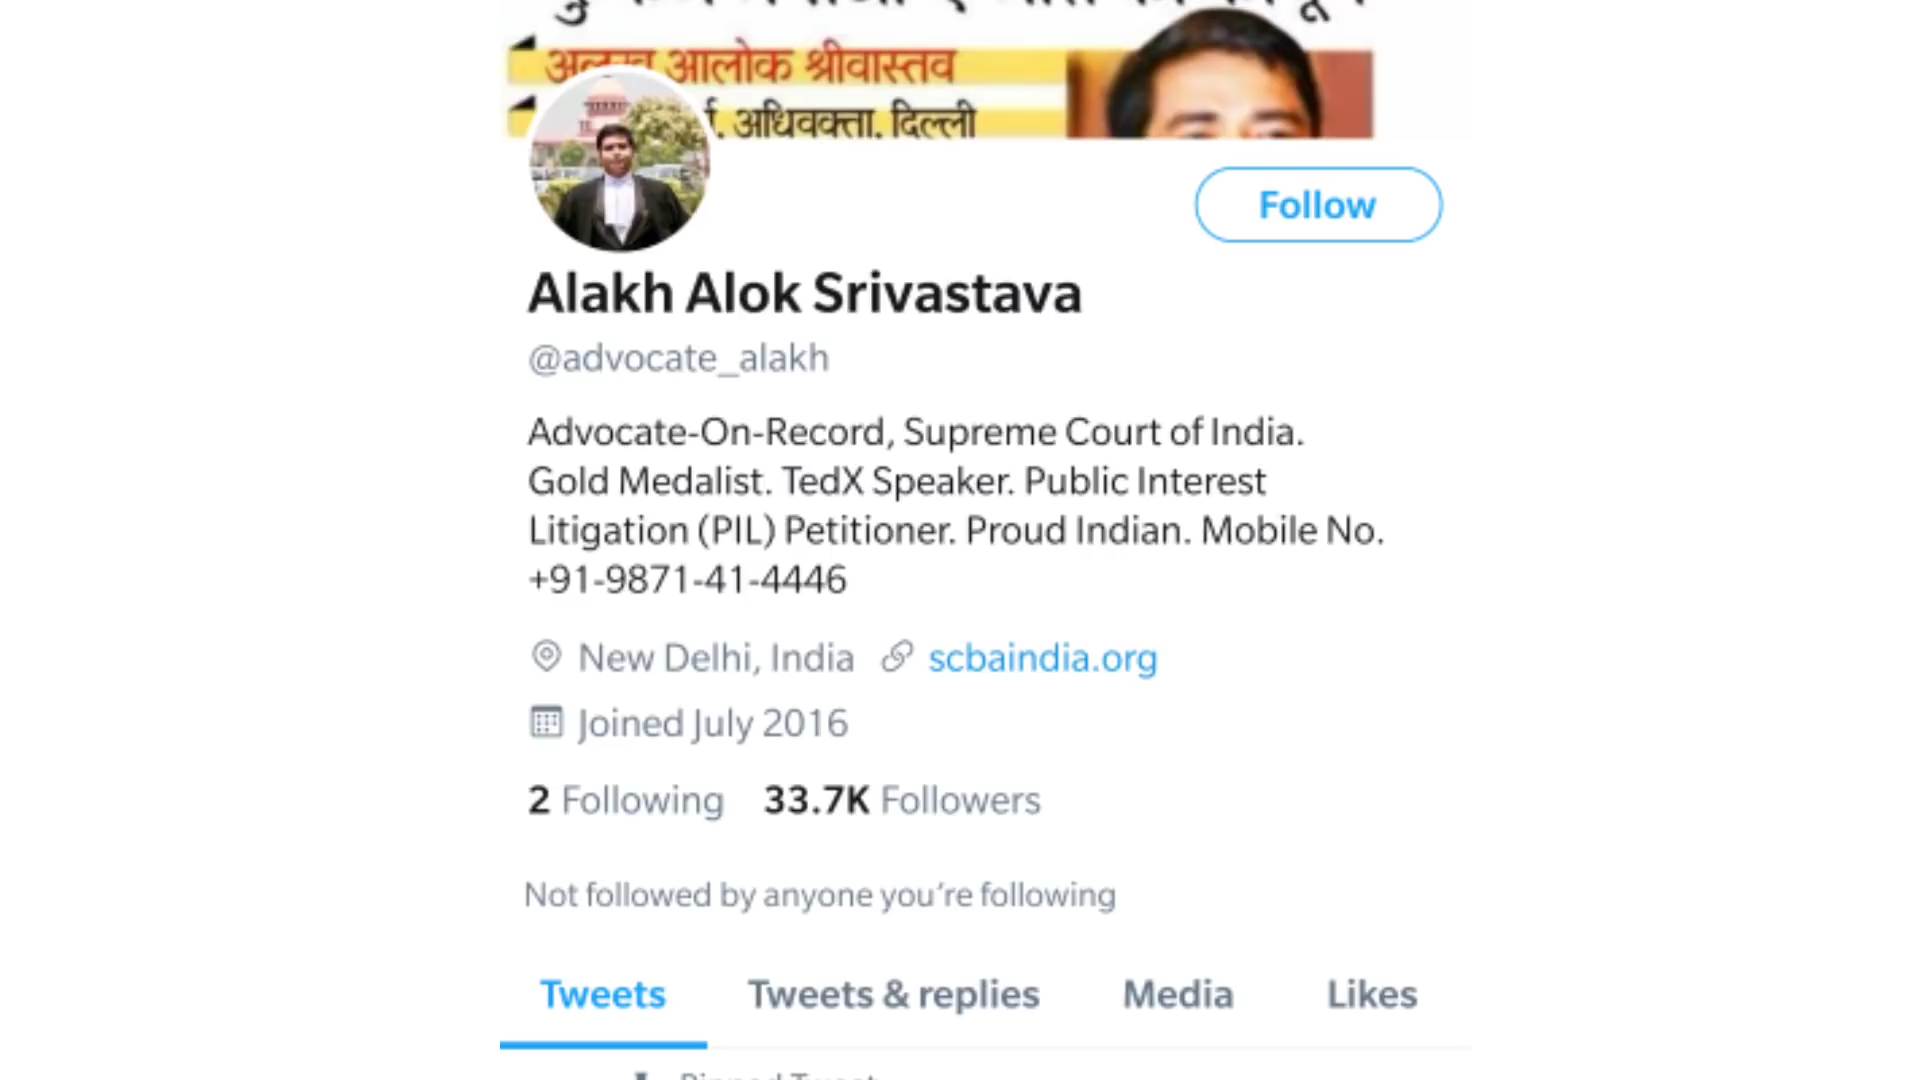 आलोक श्रीवास्तव
अधिवक्ता, दिल्ली
Follow
Alakh Alok Srivastava
@advocate_alakh
Advocate-On-Record, Supreme Court of India.
Gold Medalist. TedX Speaker. Public Interest
Litigation (PIL) Petitioner. Proud Indian. Mobile No.
+91-9871-41-4446
New Delhi, India scbaindia.org
Joined July 2016
2 Following 33.7K Followers
Not followed by anyone you’re following
Tweets Tweets & replies Media Likes
Pinned Tweet